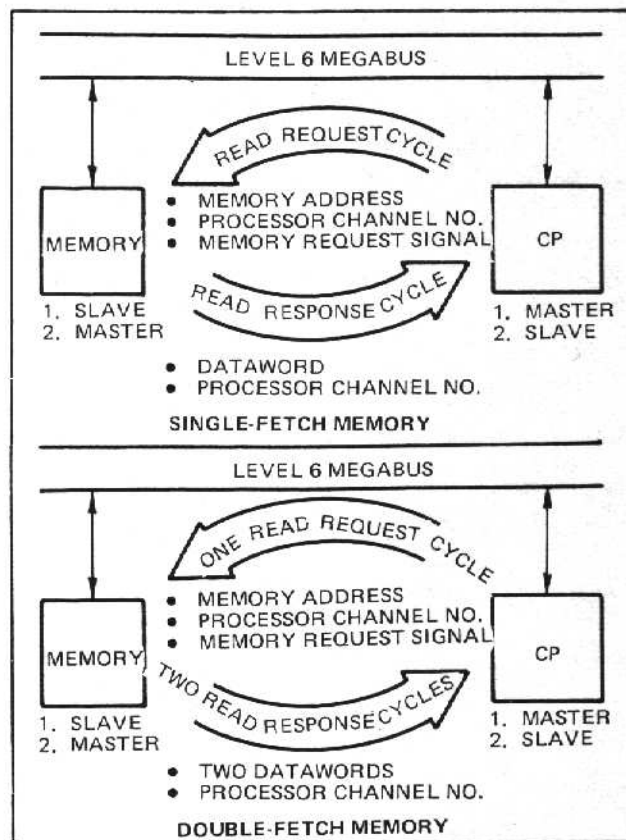 LEVEL 6 MEGABUS
READ REQUEST CYCLE
MEMORY
• MEMORY ADDRESS
• PROCESSOR CHANNEL NO.
• MEMORY REQUEST SIGNAL
CP
1. SLAVE
2. MASTER
READ RESPONSE CYCLE
1. MASTER
2. SLAVE
• DATAWORD
• PROCESSOR CHANNEL NO.
SINGLE-FETCH MEMORY
LEVEL 6 MEGABUS
ONE READ REQUEST CYCLE
• MEMORY ADDRESS
• PROCESSOR CHANNEL NO.
• MEMORY REQUEST SIGNAL
MEMORY
CP
TWO READ RESPONSE CYCLES
1. SLAVE
2. MASTER
1. MASTER
2. SLAVE
• TWO DATAWORDS
• PROCESSOR CHANNEL NO.
DOUBLE-FETCH MEMORY